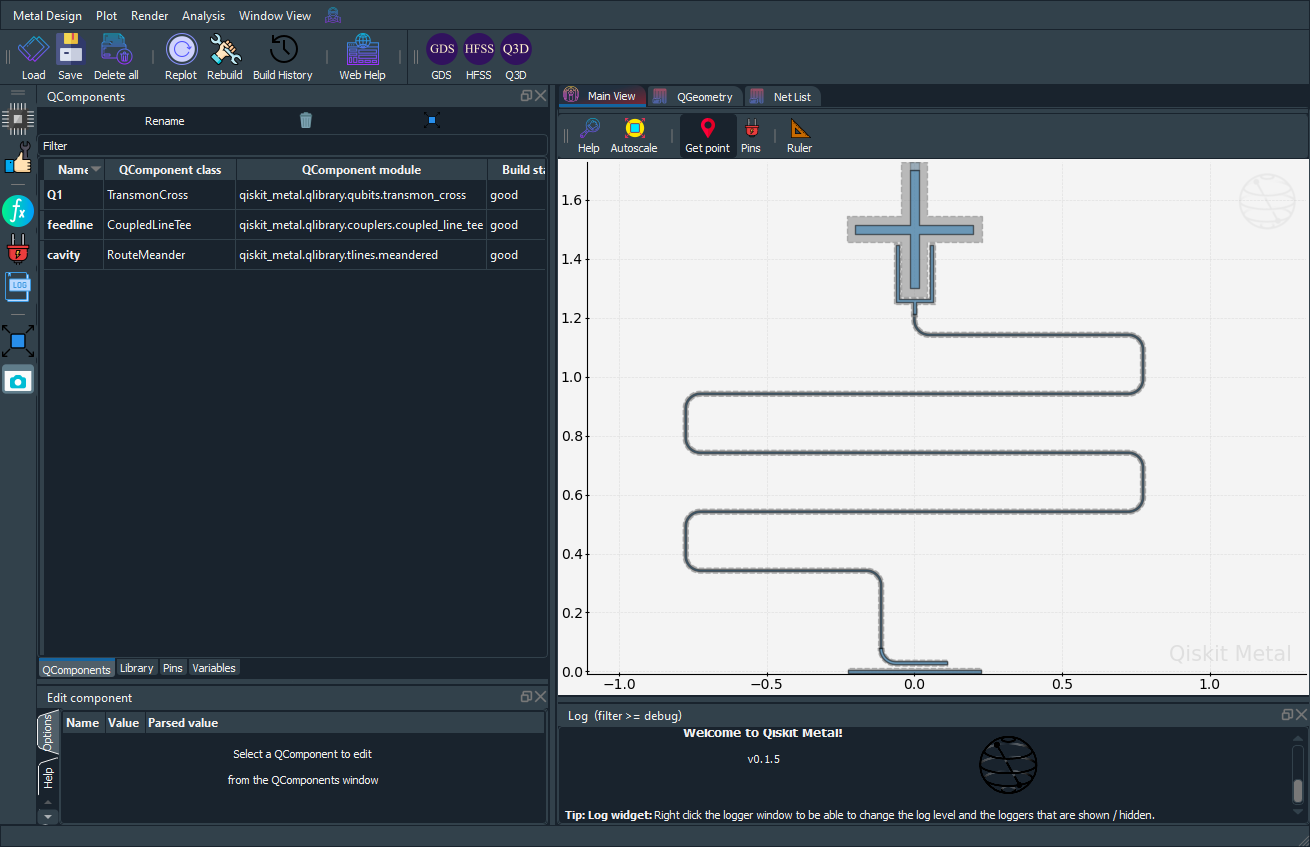 Metal Design Plot Render Analysis Window View
GDS HFSS Q3D
Load Save Delete all Replot Rebuild Build History Web Help GDS HFSS Q3D
QComponents
Main View QGeometry Net List
Rename
Help Autoscale Get point Pins Ruler
Filter
Name QComponent class QComponent module Build sta
Q1 TransmonCross qiskit_metal.qlibrary.qubits.transmon_cross good
feedline CoupledLineTee qiskit_metal.qlibrary.couplers.coupled_line_tee good
cavity RouteMeander qiskit_metal.qlibrary.tlines.meandered good
fx
LOG
1.6
1.4
1.2
1.0
0.8
0.6
0.4
0.2
0.0
−1.0 −0.5 0.0 0.5 1.0
Qiskit Metal
QComponents Library Pins Variables
Edit component
Options
Help
Name Value Parsed value
Select a QComponent to edit
from the QComponents window
Log (filter >= debug)
Welcome to Qiskit Metal!
v0.1.5
Tip: Log widget: Right click the logger window to be able to change the log level and the loggers that are shown / hidden.